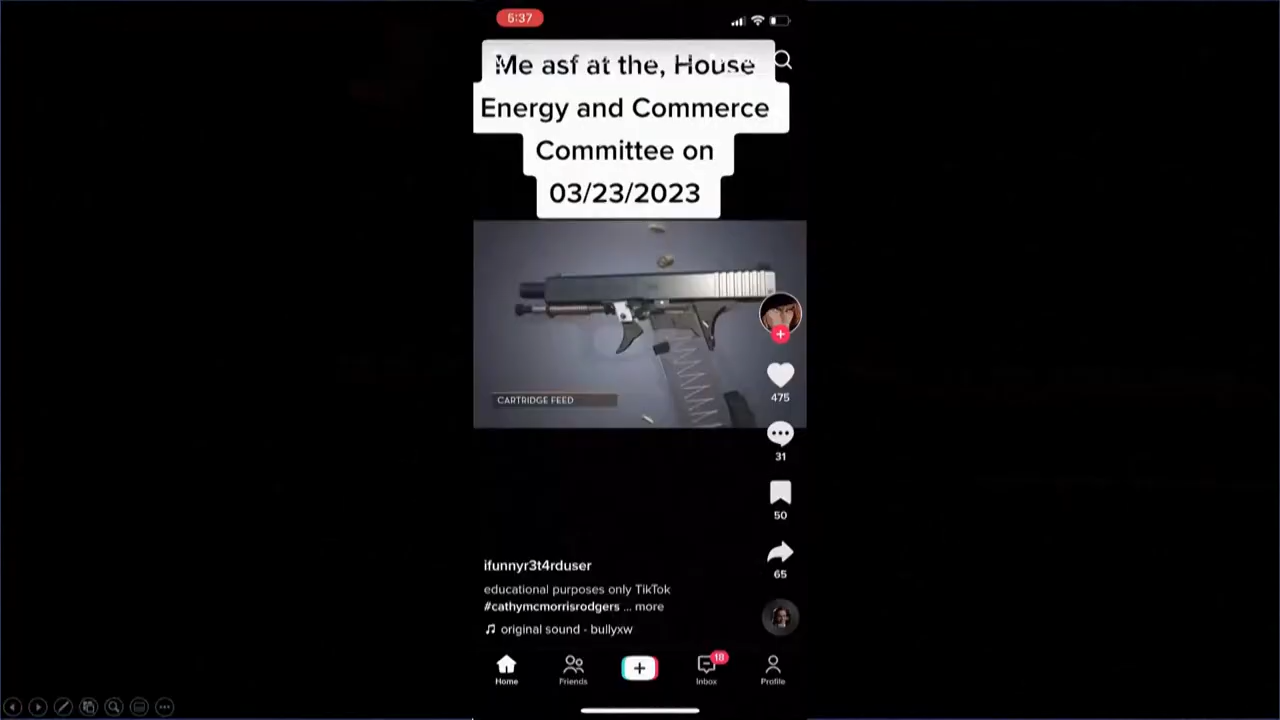 5:37
Me asf at the, House
Energy and Commerce
Committee on
03/23/2023
CARTRIDGE FEED
475
31
50
65
ifunnyr3t4rduser
educational purposes only TikTok
#cathymcmorrisrodgers ... more
original sound - bullyxw
Home
Friends
18
Inbox
Profile